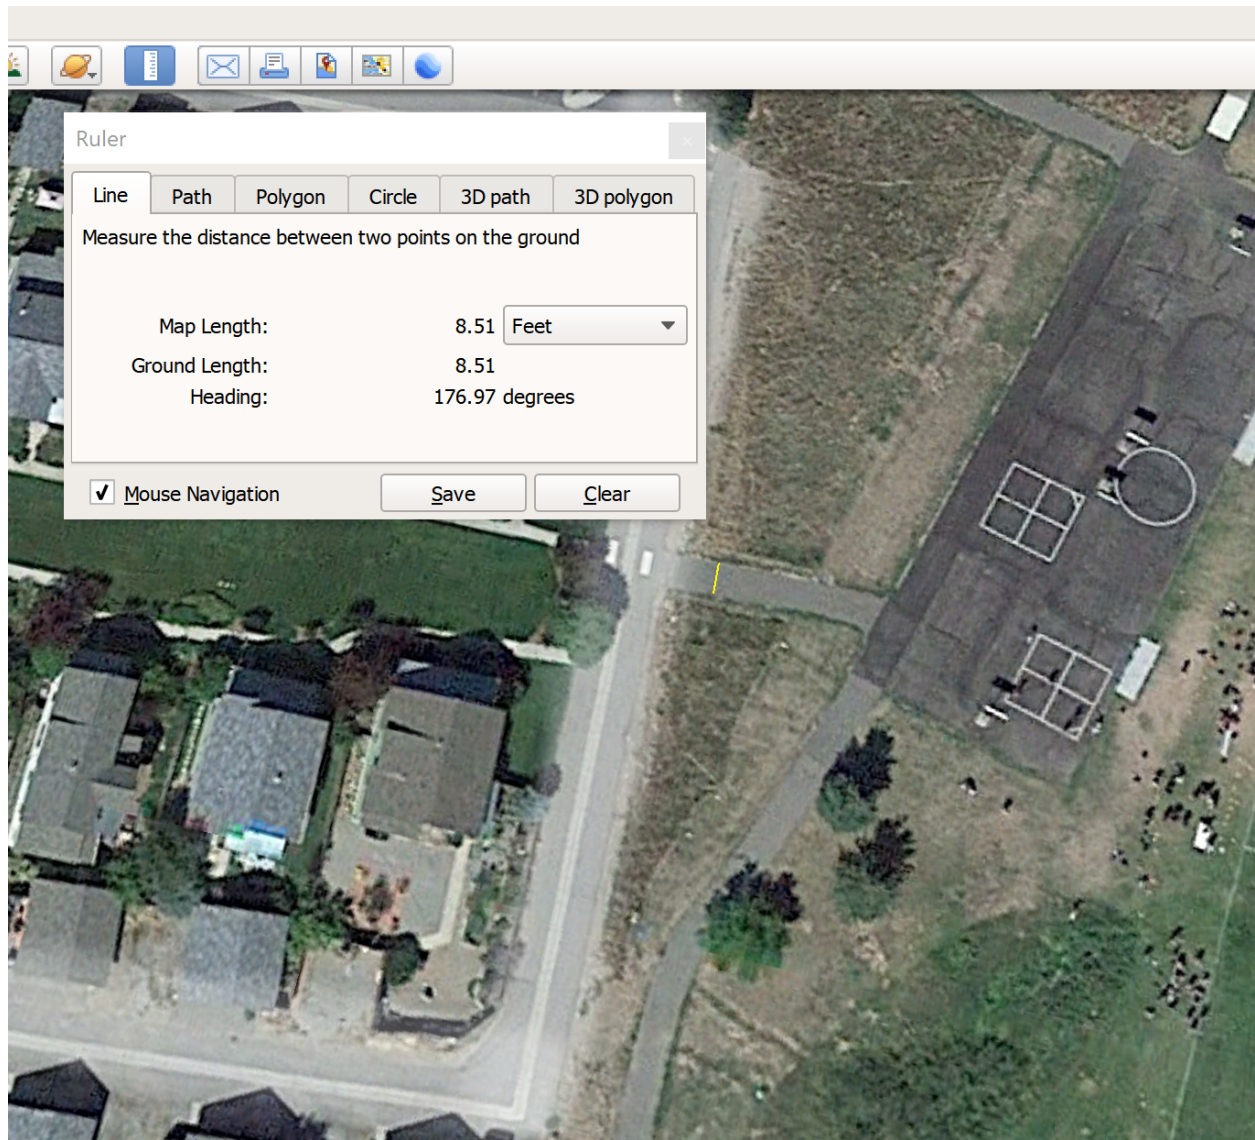 Ruler
Line Path Polygon Circle 3D path 3D polygon
Measure the distance between two points on the ground
Map Length: 8.51 Feet
Ground Length: 8.51
Heading: 176.97 degrees
Mouse Navigation Save Clear